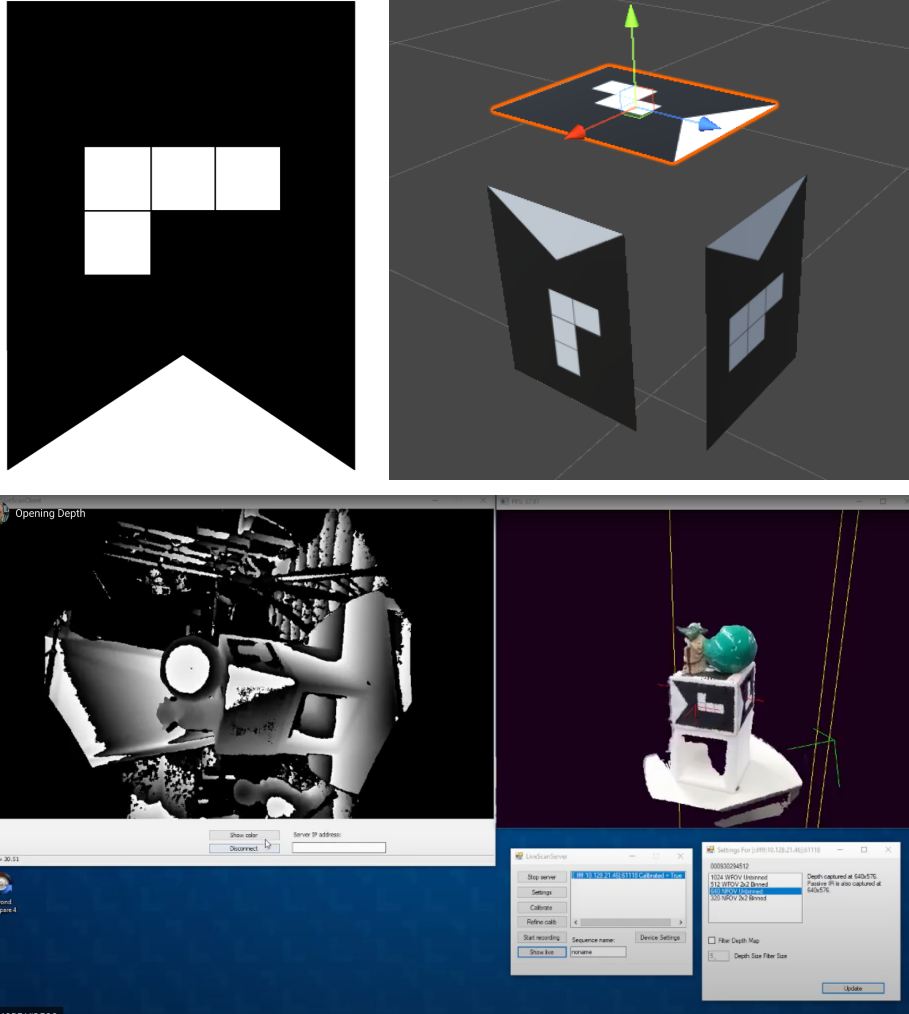 Opening Depth
Show color
Server IP address:
Disconnect
LiveScanServer
Stop server
Settings
Calibrate
Refine calib
Start recording
Show live
Calibrated = True
Sequence name:
noname
Device Settings
000930294512
1024 WFOV Unbinned
512 WFOV 2x2 Binned
640 NFOV Unbinned
320 NFOV 2x2 Binned
Depth captured at 640x576.
Passive IR is also captured at
640x576.
Filter Depth Map
Depth Size Filter Size
Update